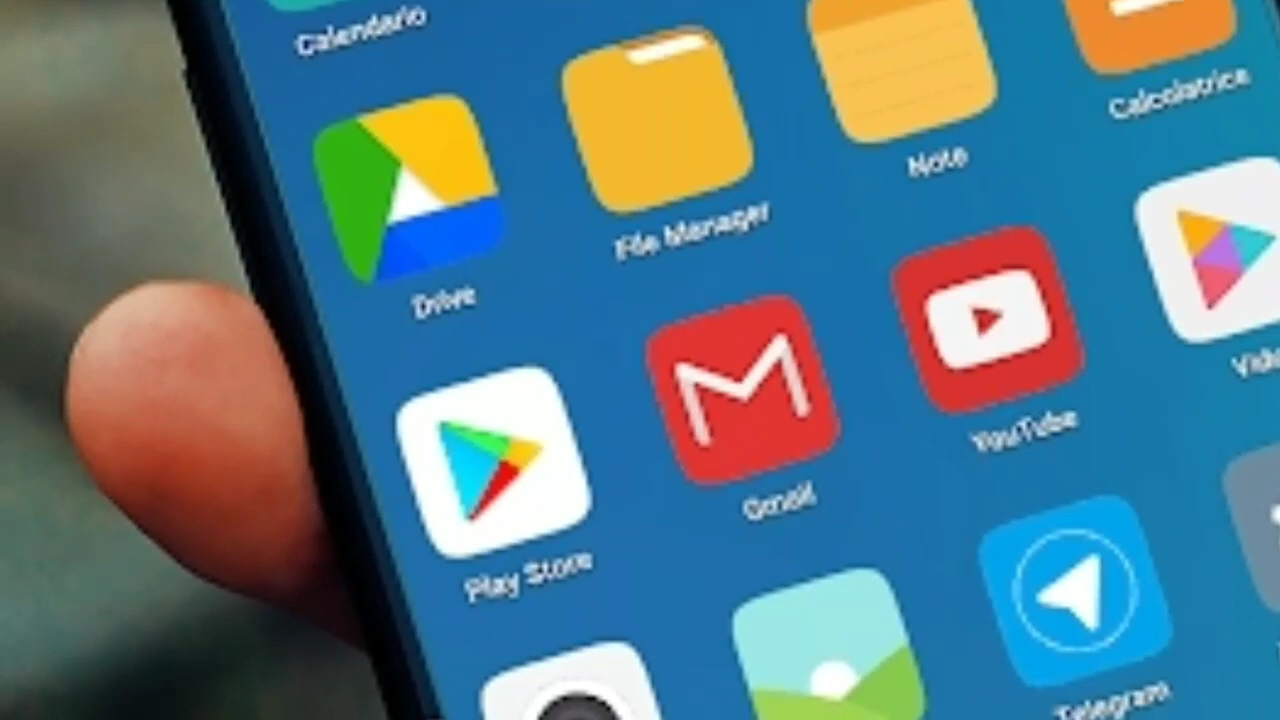 Calendario
File Manager
Note
Calcolatrice
Drive
Play Store
Gmail
YouTube
Telegram